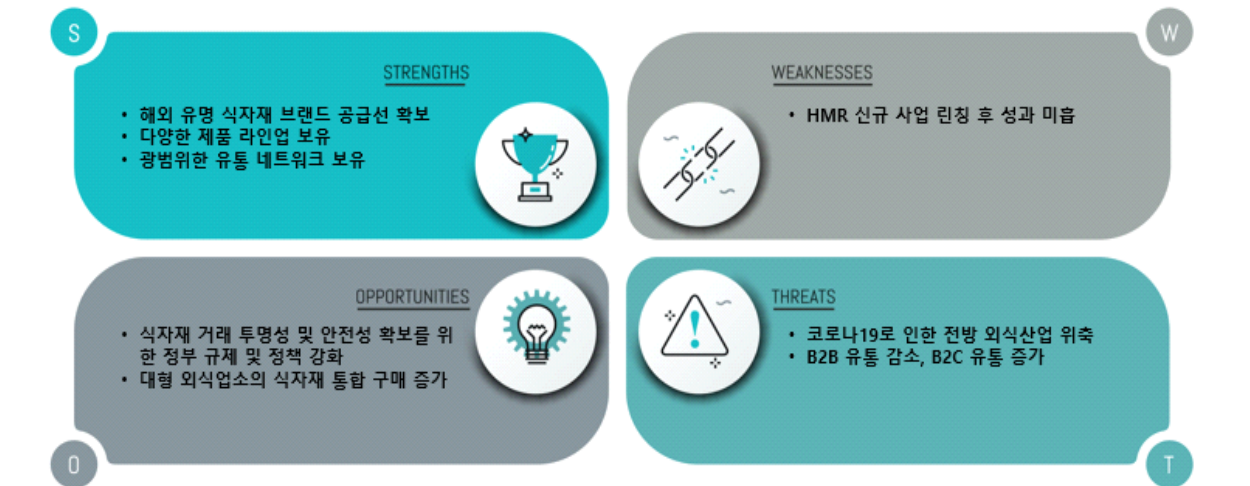 S
STRENGTHS
• 해외 유명 식자재 브랜드 공급선 확보
• 다양한 제품 라인업 보유
• 광범위한 유통 네트워크 보유
W
WEAKNESSES
• HMR 신규 사업 린칭 후 성과 미흡
OPPORTUNITIES
• 식자재 거래 투명성 및 안전성 확보를 위
한 정부 규제 및 정책 강화
• 대형 외식업소의 식자재 통합 구매 증가
O
THREATS
• 코로나19로 인한 전방 외식산업 위축
• B2B 유통 감소, B2C 유통 증가
T